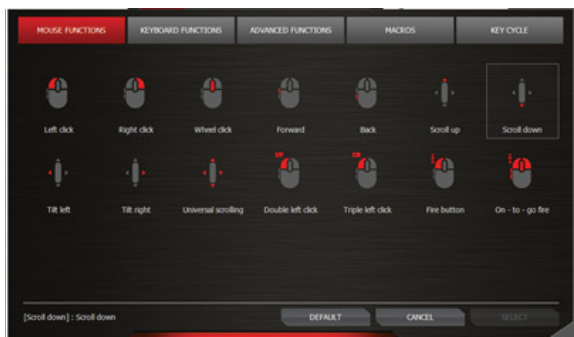 MOUSE FUNCTIONS KEYBOARD FUNCTIONS ADVANCED FUNCTIONS MACROS KEY CYCLE
Left click Right click Wheel click Forward Back Scroll up Scroll down
Tilt left Tilt right Universal scrolling Double left click Triple left click Fire button On - to - go fire
[Scroll down] : Scroll down DEFAULT CANCEL SELECT